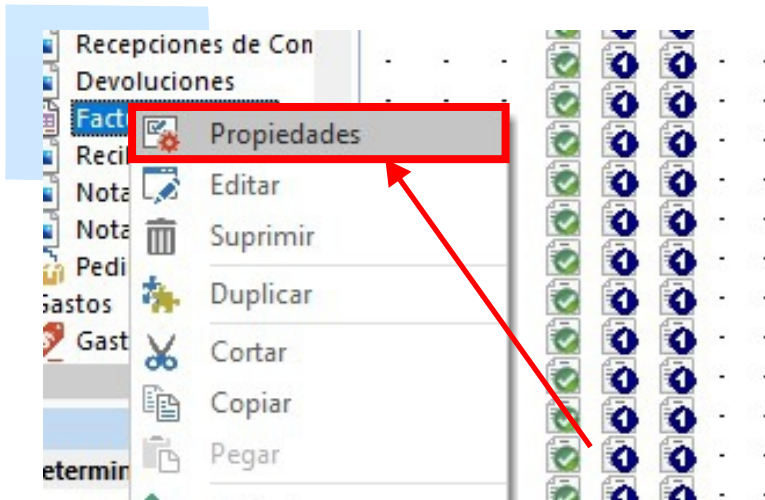 Recepciones de Con
Devoluciones
Fact
Propiedades
Reci
Nota
Editar
Nota
Suprimir
Pedi
Duplicar
Gastos
Gast
Cortar
Copiar
Pegar
etermin